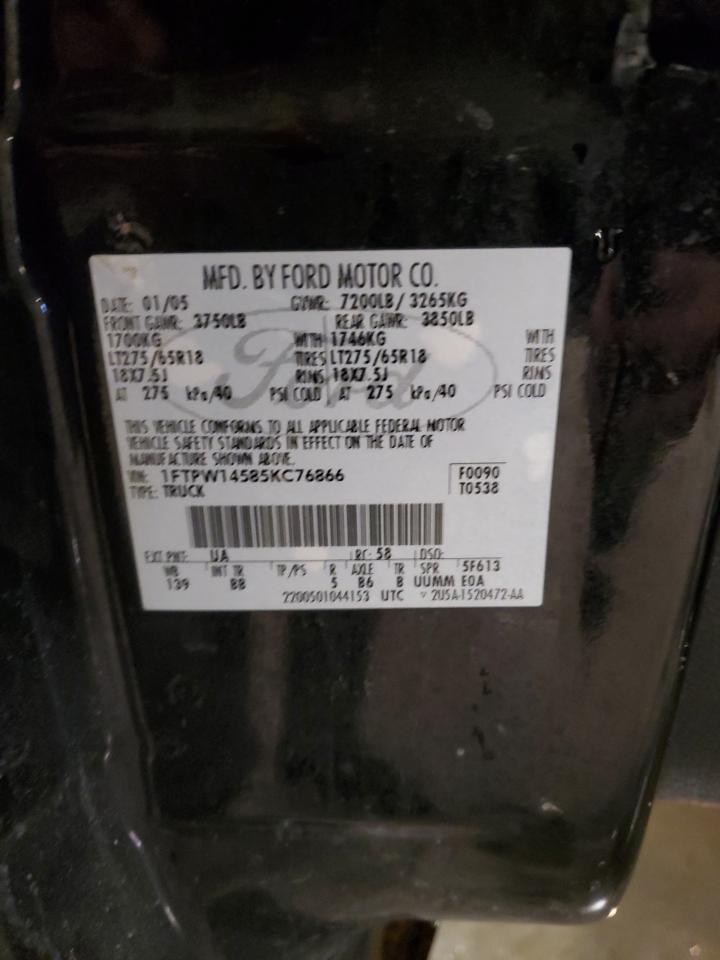 MFD. BY FORD MOTOR CO.
DATE: 01/05 GVWR: 7200LB/ 3265KG
FRONT GAWR: 3750LB REAR GAWR: 3850LB
1700KG WITH 1746KG WITH
LT275/65R18 TIRES LT275/65R18 TIRES
18X7.5J RIMS 18X7.5J RIMS
AT 275 kPa/40 PSI COLD AT 275 kPa/40 PSI COLD
Ford
THIS VEHICLE CONFORMS TO ALL APPLICABLE FEDERAL MOTOR
VEHICLE SAFETY STANDARDS IN EFFECT ON THE DATE OF
MANUFACTURE SHOWN ABOVE.
VIN: 1FTPW14585KC76866 F0090
TYPE: TRUCK T0538
EXT PNT: UA RC: 58 DSO:
WB INT TR TP/PS R AXLE TR SPR 5F613
139 BB 5 B6 B UUMM E0A
2200501044153 UTC 2U5A-1520472-AA